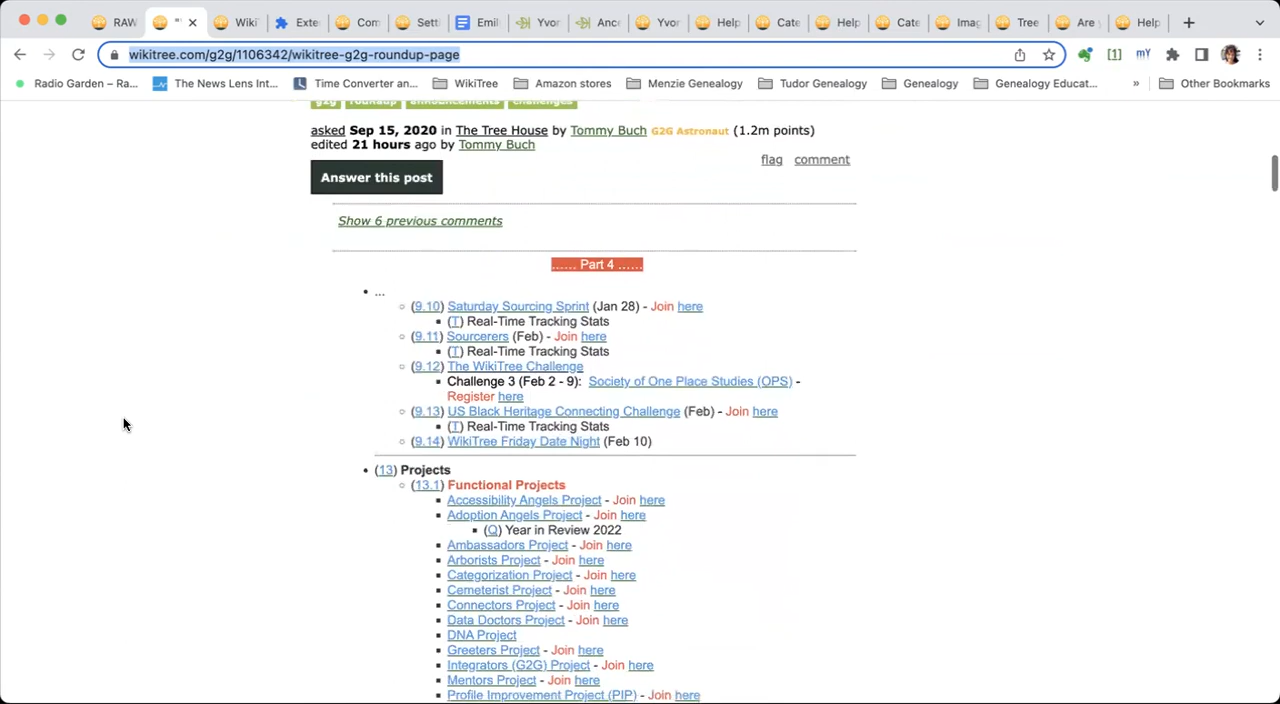 RAW
"
Wiki
Exte
Com
Setti
Emil
Yvor
Anc
Yvor
Help
Cate
Help
Cate
Imag
Tree
Are
Help
wikitree.com/g2g/1106342/wikitree-g2g-roundup-page
[1]
mY
Radio Garden – Ra...
The News Lens Int...
Time Converter an...
WikiTree
Amazon stores
Menzie Genealogy
Tudor Genealogy
Genealogy
Genealogy Educat...
»
Other Bookmarks
g2g roundup announcements challenges
asked Sep 15, 2020 in The Tree House by Tommy Buch G2G Astronaut (1.2m points)
edited 21 hours ago by Tommy Buch
flag comment
Answer this post
Show 6 previous comments
...... Part 4 ......
...
(9.10) Saturday Sourcing Sprint (Jan 28) - Join here
(T) Real-Time Tracking Stats
(9.11) Sourcerers (Feb) - Join here
(T) Real-Time Tracking Stats
(9.12) The WikiTree Challenge
Challenge 3 (Feb 2 - 9): Society of One Place Studies (OPS) -
Register here
(9.13) US Black Heritage Connecting Challenge (Feb) - Join here
(T) Real-Time Tracking Stats
(9.14) WikiTree Friday Date Night (Feb 10)
(13) Projects
(13.1) Functional Projects
Accessibility Angels Project - Join here
Adoption Angels Project - Join here
(Q) Year in Review 2022
Ambassadors Project - Join here
Arborists Project - Join here
Categorization Project - Join here
Cemeterist Project - Join here
Connectors Project - Join here
Data Doctors Project - Join here
DNA Project
Greeters Project - Join here
Integrators (G2G) Project - Join here
Mentors Project - Join here
Profile Improvement Project (PIP) - Join here